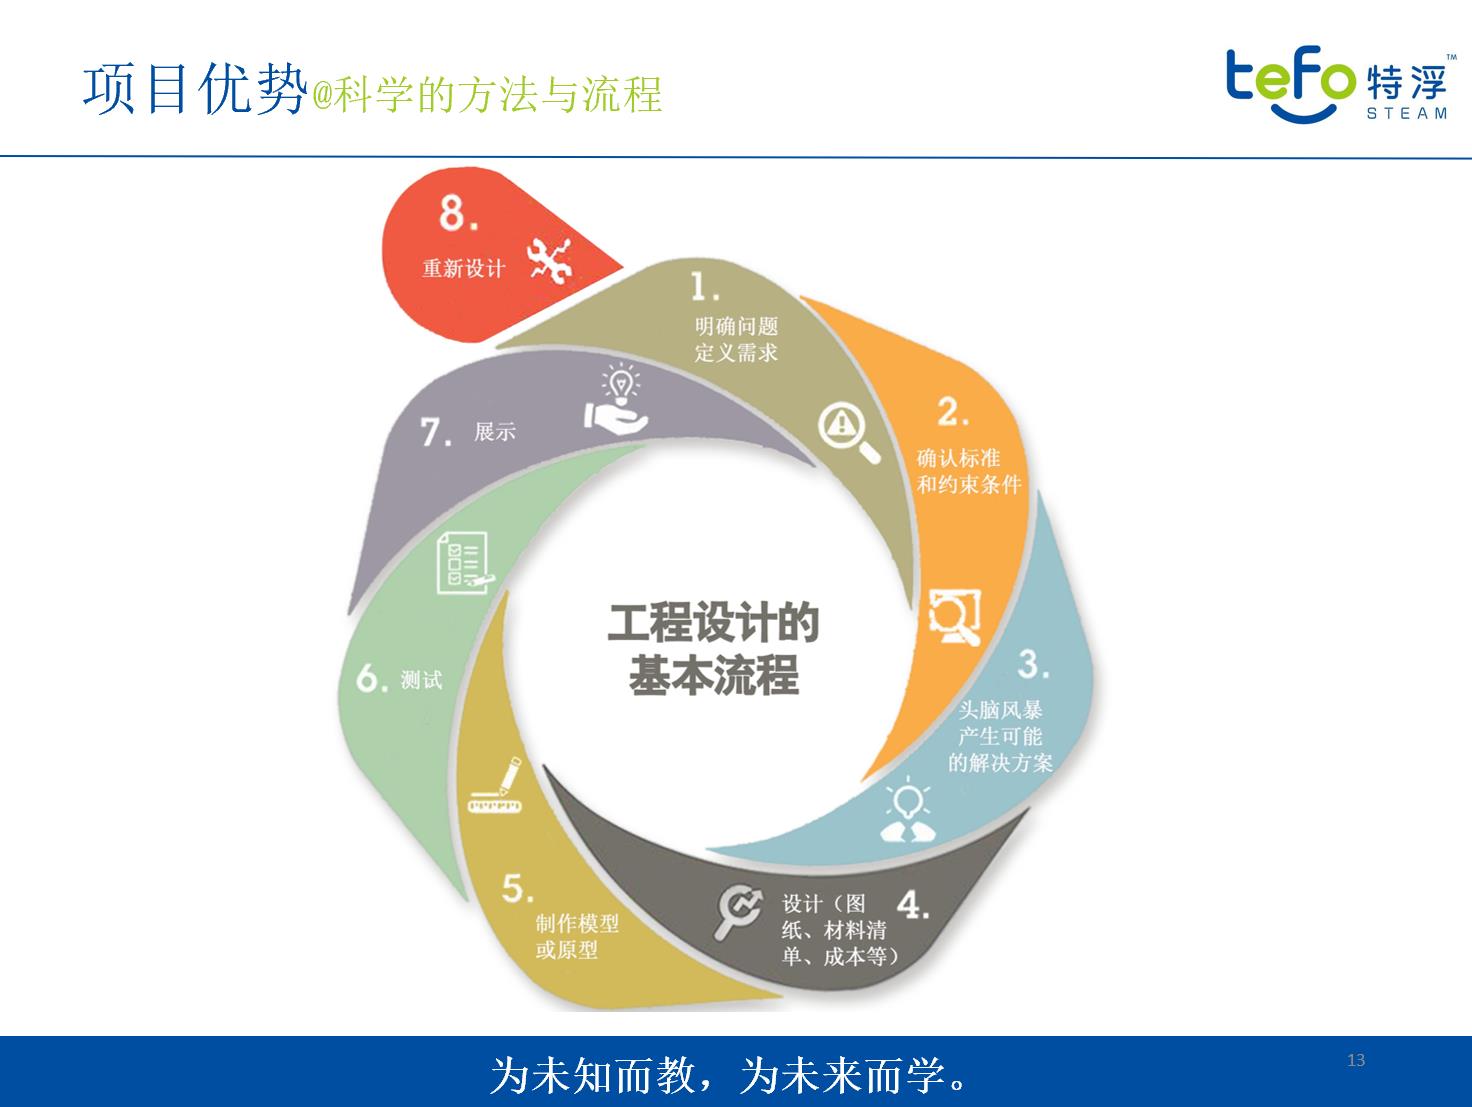 项目优势@科学的方法与流程
tefo 特浮 ™
STEAM
8.
重新设计
1.
明确问题
定义需求
2.
确认标准
和约束条件
3.
头脑风暴
产生可能
的解决方案
4.
设计（图
纸、材料清
单、成本等）
5.
制作模型
或原型
6. 测试
7. 展示
工程设计的
基本流程
为未知而教，为未来而学。
13